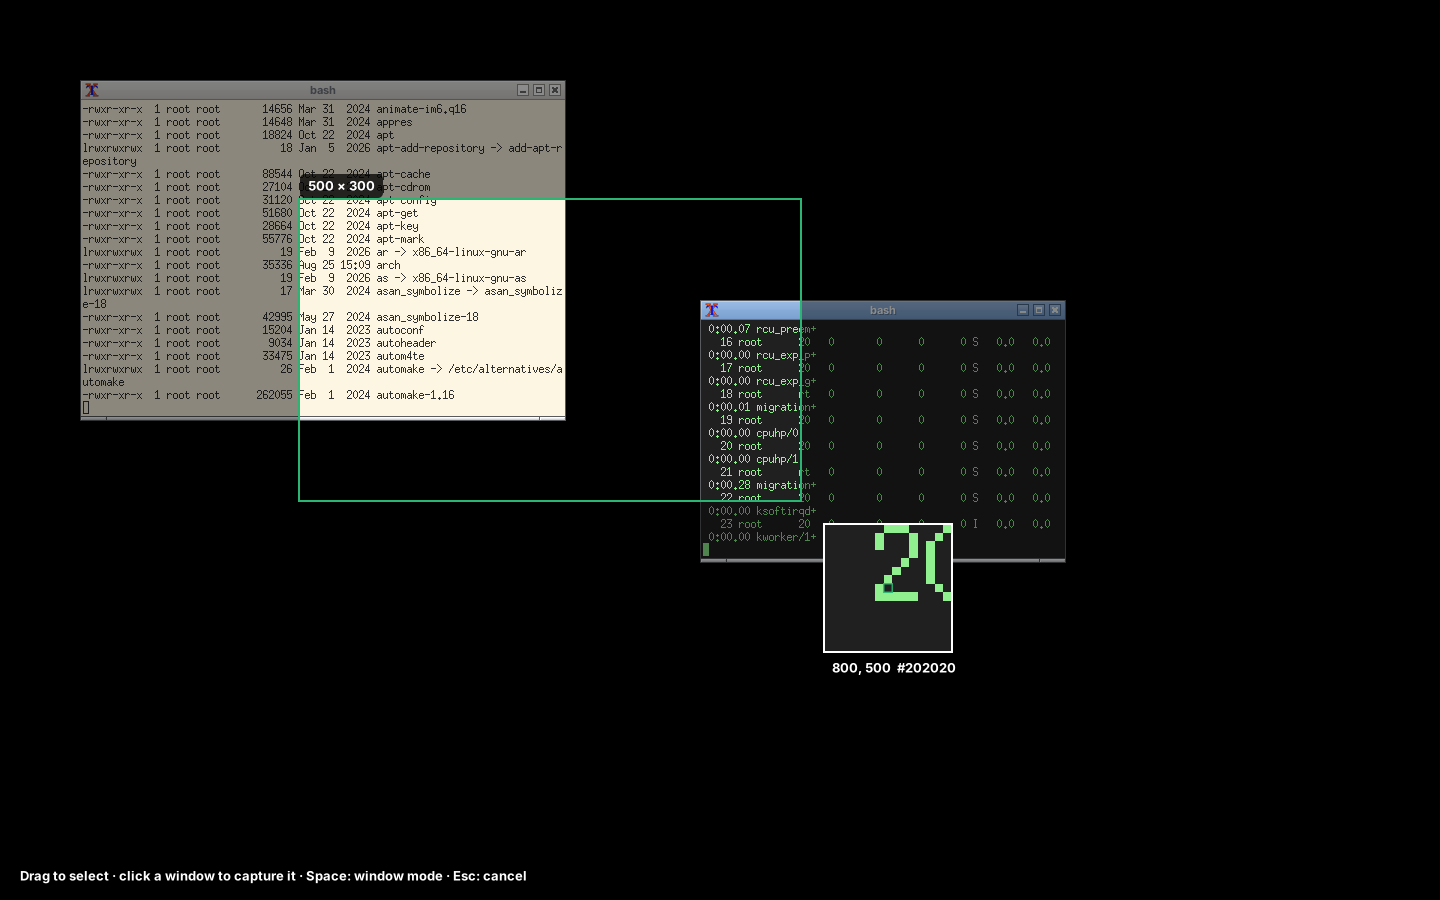 bash
-rwxr-xr-x 1 root root 14656 Mar 31 2024 animate-im6.q16
-rwxr-xr-x 1 root root 14648 Mar 31 2024 appres
-rwxr-xr-x 1 root root 18824 Oct 22 2024 apt
lrwxrwxrwx 1 root root 18 Jan 5 2026 apt-add-repository -> add-apt-r
epository
-rwxr-xr-x 1 root root 88544 Oct 22 2024 apt-cache
-rwxr-xr-x 1 root root 27104 apt-cdrom
500 × 300
-rwxr-xr-x 1 root root 31120 Oct 22 2024 apt-config
-rwxr-xr-x 1 root root 51680 Oct 22 2024 apt-get
-rwxr-xr-x 1 root root 28664 Oct 22 2024 apt-key
-rwxr-xr-x 1 root root 55776 Oct 22 2024 apt-mark
lrwxrwxrwx 1 root root 19 Feb 9 2026 ar -> x86_64-linux-gnu-ar
-rwxr-xr-x 1 root root 35336 Aug 25 15:09 arch
lrwxrwxrwx 1 root root 19 Feb 9 2026 as -> x86_64-linux-gnu-as
lrwxrwxrwx 1 root root 17 Mar 30 2024 asan_symbolize -> asan_symboliz
e-18
-rwxr-xr-x 1 root root 42995 May 27 2024 asan_symbolize-18
-rwxr-xr-x 1 root root 15204 Jan 14 2023 autoconf
-rwxr-xr-x 1 root root 9034 Jan 14 2023 autoheader
-rwxr-xr-x 1 root root 33475 Jan 14 2023 autom4te
lrwxrwxrwx 1 root root 26 Feb 1 2024 automake -> /etc/alternatives/a
utomake
-rwxr-xr-x 1 root root 262055 Feb 1 2024 automake-1.16
bash
0:00.07 rcu_preem+
16 root 20 0 0 0 0 S 0.0 0.0
0:00.00 rcu_exp_p+
17 root 20 0 0 0 0 S 0.0 0.0
0:00.00 rcu_exp_g+
18 root rt 0 0 0 0 S 0.0 0.0
0:00.01 migration+
19 root 20 0 0 0 0 S 0.0 0.0
0:00.00 cpuhp/0
20 root 20 0 0 0 0 S 0.0 0.0
0:00.00 cpuhp/1
21 root rt 0 0 0 0 S 0.0 0.0
0:00.28 migration+
22 root 20 0 0 0 0 S 0.0 0.0
0:00.00 ksoftirqd+
23 root 20 0 0 0 0 I 0.0 0.0
0:00.00 kworker/1+
2
800, 500 #202020
Drag to select · click a window to capture it · Space: window mode · Esc: cancel